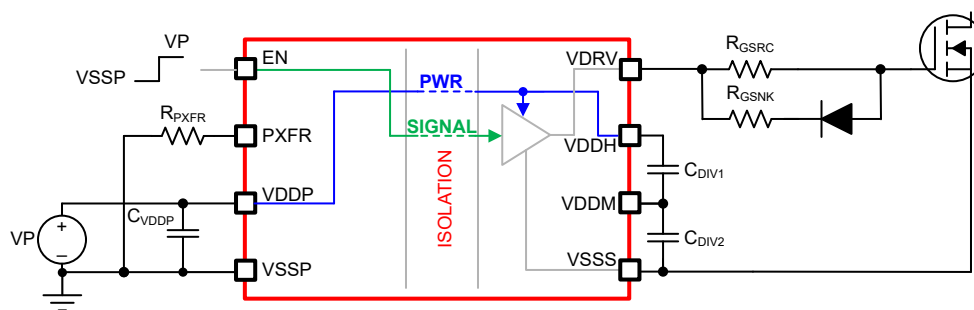 VP
VSSP
EN
PWR
SIGNAL
ISOLATION
RPXFR
PXFR
VDDP
CVDDP
VP
+
–
VSSP
VDRV
VDDH
VDDM
VSSS
RGSRC
RGSNK
CDIV1
CDIV2